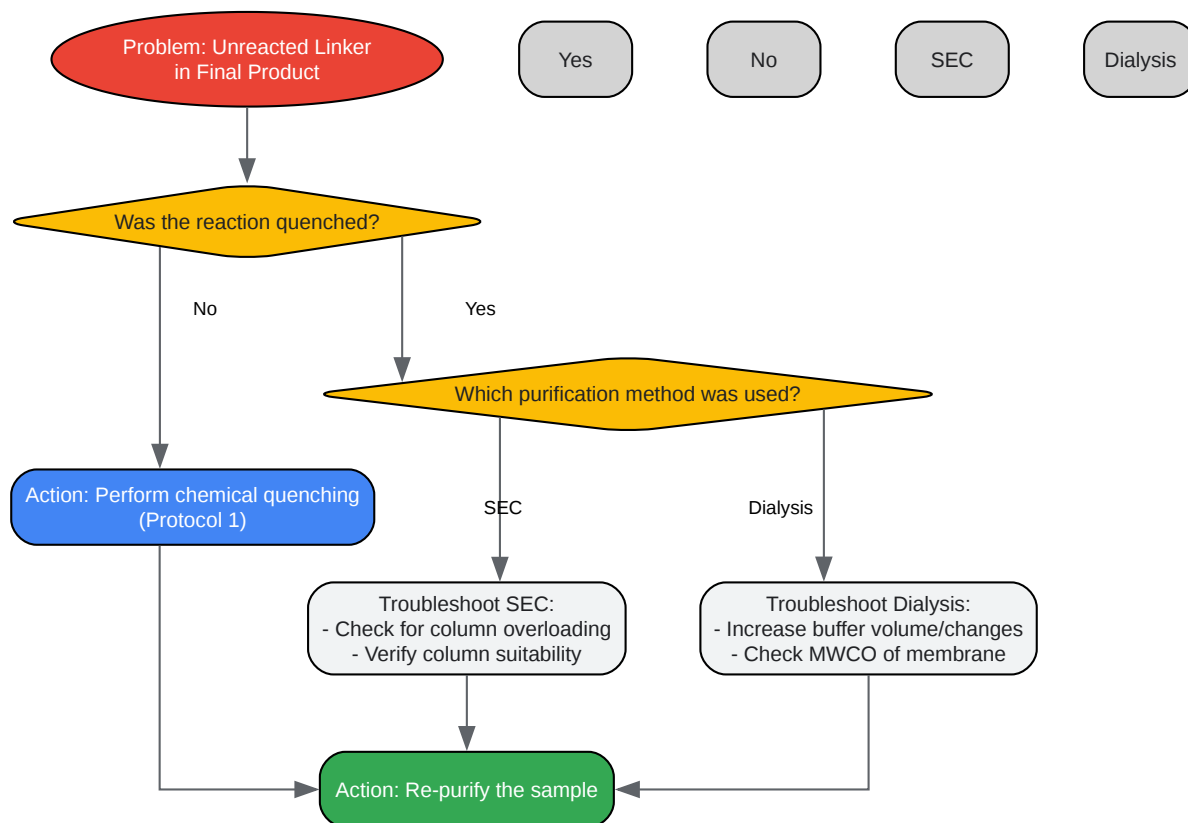 Problem: Unreacted Linker
in Final Product
Yes
No
SEC
Dialysis
Was the reaction quenched?
No
Yes
Which purification method was used?
Action: Perform chemical quenching
(Protocol 1)
SEC
Dialysis
Troubleshoot SEC:
- Check for column overloading
- Verify column suitability
Troubleshoot Dialysis:
- Increase buffer volume/changes
- Check MWCO of membrane
Action: Re-purify the sample